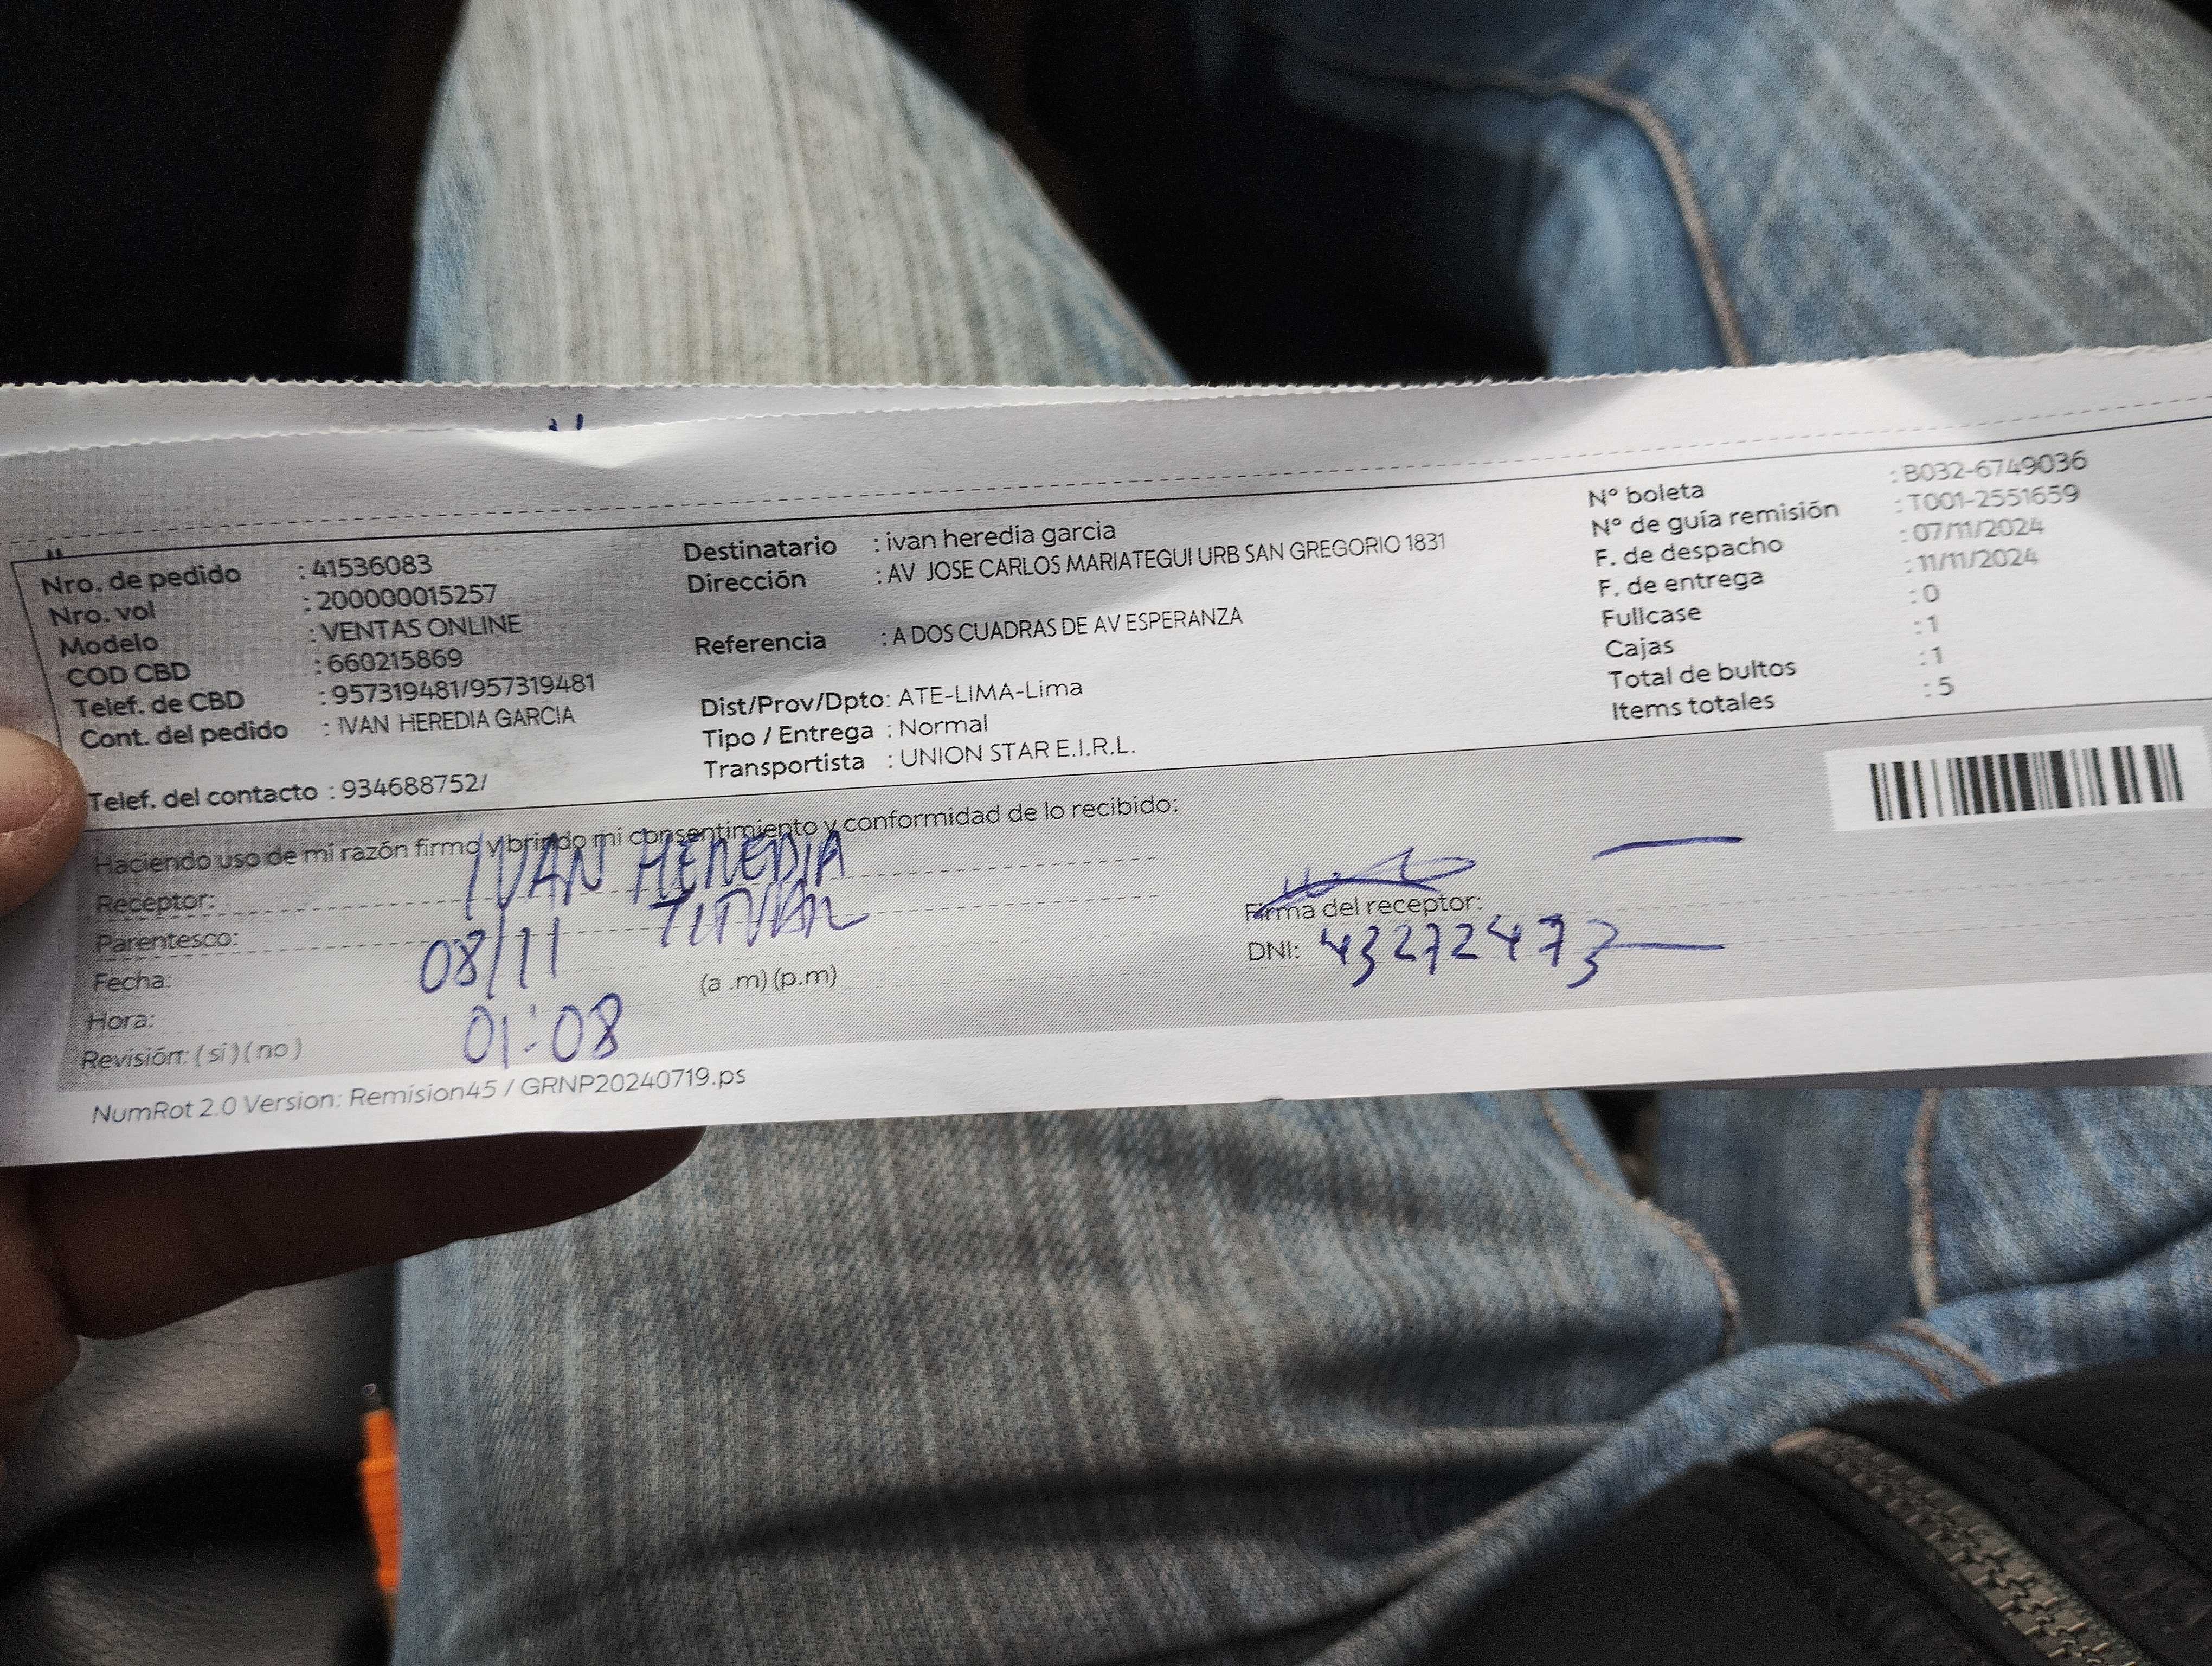 Nro. de pedido : 41536083
Nro. vol : 200000015257
Modelo : VENTAS ONLINE
COD CBD : 660215869
Telef. de CBD : 957319481/957319481
Cont. del pedido : IVAN HEREDIA GARCIA
Telef. del contacto : 934688752/
Destinatario : ivan heredia garcia
Dirección : AV JOSE CARLOS MARIATEGUI URB SAN GREGORIO 1831
Referencia : A DOS CUADRAS DE AV ESPERANZA
Dist/Prov/Dpto: ATE-LIMA-Lima
Tipo / Entrega : Normal
Transportista : UNION STAR E.I.R.L.
N° boleta : B032-6749036
N° de guía remisión : T001-2551659
F. de despacho : 07/11/2024
F. de entrega : 11/11/2024
Fullcase : 0
Cajas : 1
Total de bultos : 1
Items totales : 5
Haciendo uso de mi razón firmo y brindo mi consentimiento y conformidad de lo recibido:
Receptor: IVAN HEREDIA
Parentesco: TITULAR
Fecha: 08/11
Hora: 01:08 (a .m) (p.m)
Revisión: ( si ) ( no )
Firma del receptor:
DNI: 43272473
NumRot 2.0 Version: Remision45 / GRNP20240719.ps